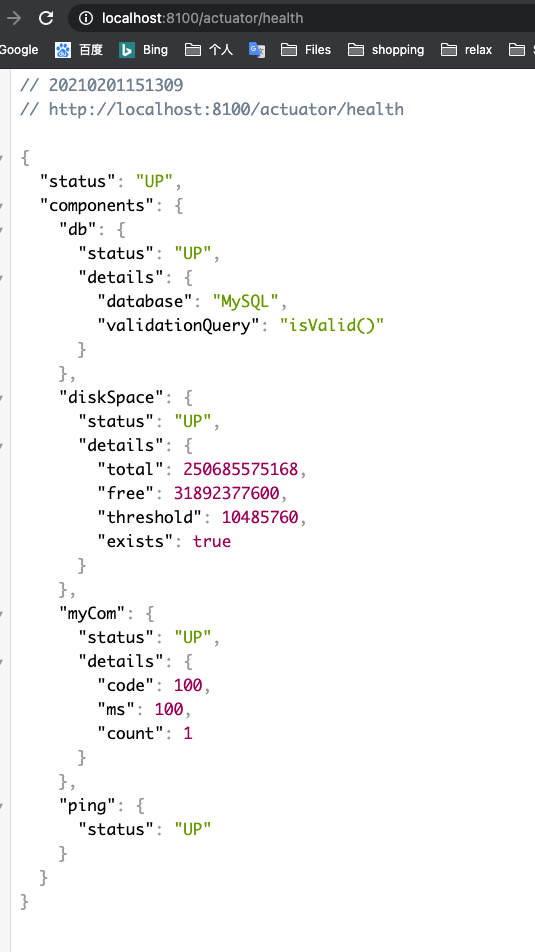 localhost:8100/actuator/health
Google 百度 Bing 个人 Files shopping relax
// 20210201151309
// http://localhost:8100/actuator/health
{
  "status": "UP",
  "components": {
    "db": {
      "status": "UP",
      "details": {
        "database": "MySQL",
        "validationQuery": "isValid()"
      }
    },
    "diskSpace": {
      "status": "UP",
      "details": {
        "total": 250685575168,
        "free": 31892377600,
        "threshold": 10485760,
        "exists": true
      }
    },
    "myCom": {
      "status": "UP",
      "details": {
        "code": 100,
        "ms": 100,
        "count": 1
      }
    },
    "ping": {
      "status": "UP"
    }
  }
}